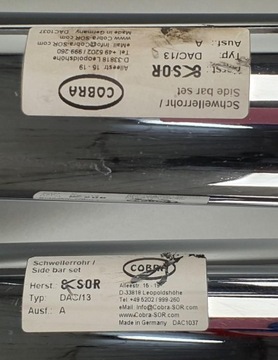 Schwellerrohr /
Side bar set
Herst. & SOR
Typ: DAC/13
Ausf.: A
COBRA
Alleestr. 15 - 19
D-33818 Leopoldshöhe
Tel. +49 5202 / 999-260
eMail: Info@Cobra-SOR.com
www.Cobra-SOR.com
Made in Germany DAC1037
Schwellerrohr /
Side bar set
Herst. & SOR
Typ: DAC/13
Ausf.: A
COBRA
Alleestr. 15 - 19
D-33818 Leopoldshöhe
Tel. +49 5202 / 999-260
eMail: Info@Cobra-SOR.com
www.Cobra-SOR.com
Made in Germany DAC1037